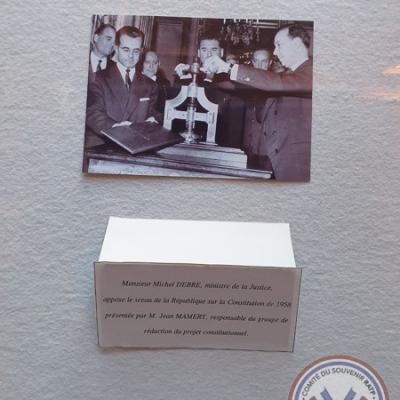 Monsieur Michel DEBRE, ministre de la Justice,
appose le sceau de la République sur la Constitution de 1958
présentée par M. Jean MAMERT, responsable du groupe de
rédaction du projet constitutionnel.
COMITÉ DU SOUVENIR RATP